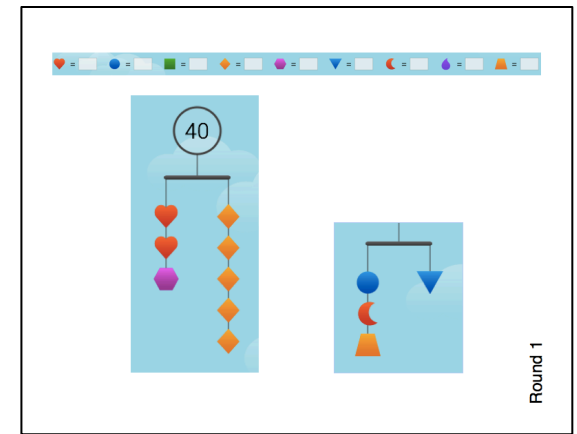 = = = = = = = = =
40
Round 1